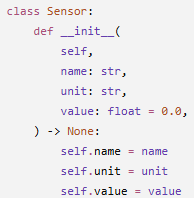 class Sensor:
    def __init__(
        self,
        name: str,
        unit: str,
        value: float = 0.0,
    ) -> None:
        self.name = name
        self.unit = unit
        self.value = value